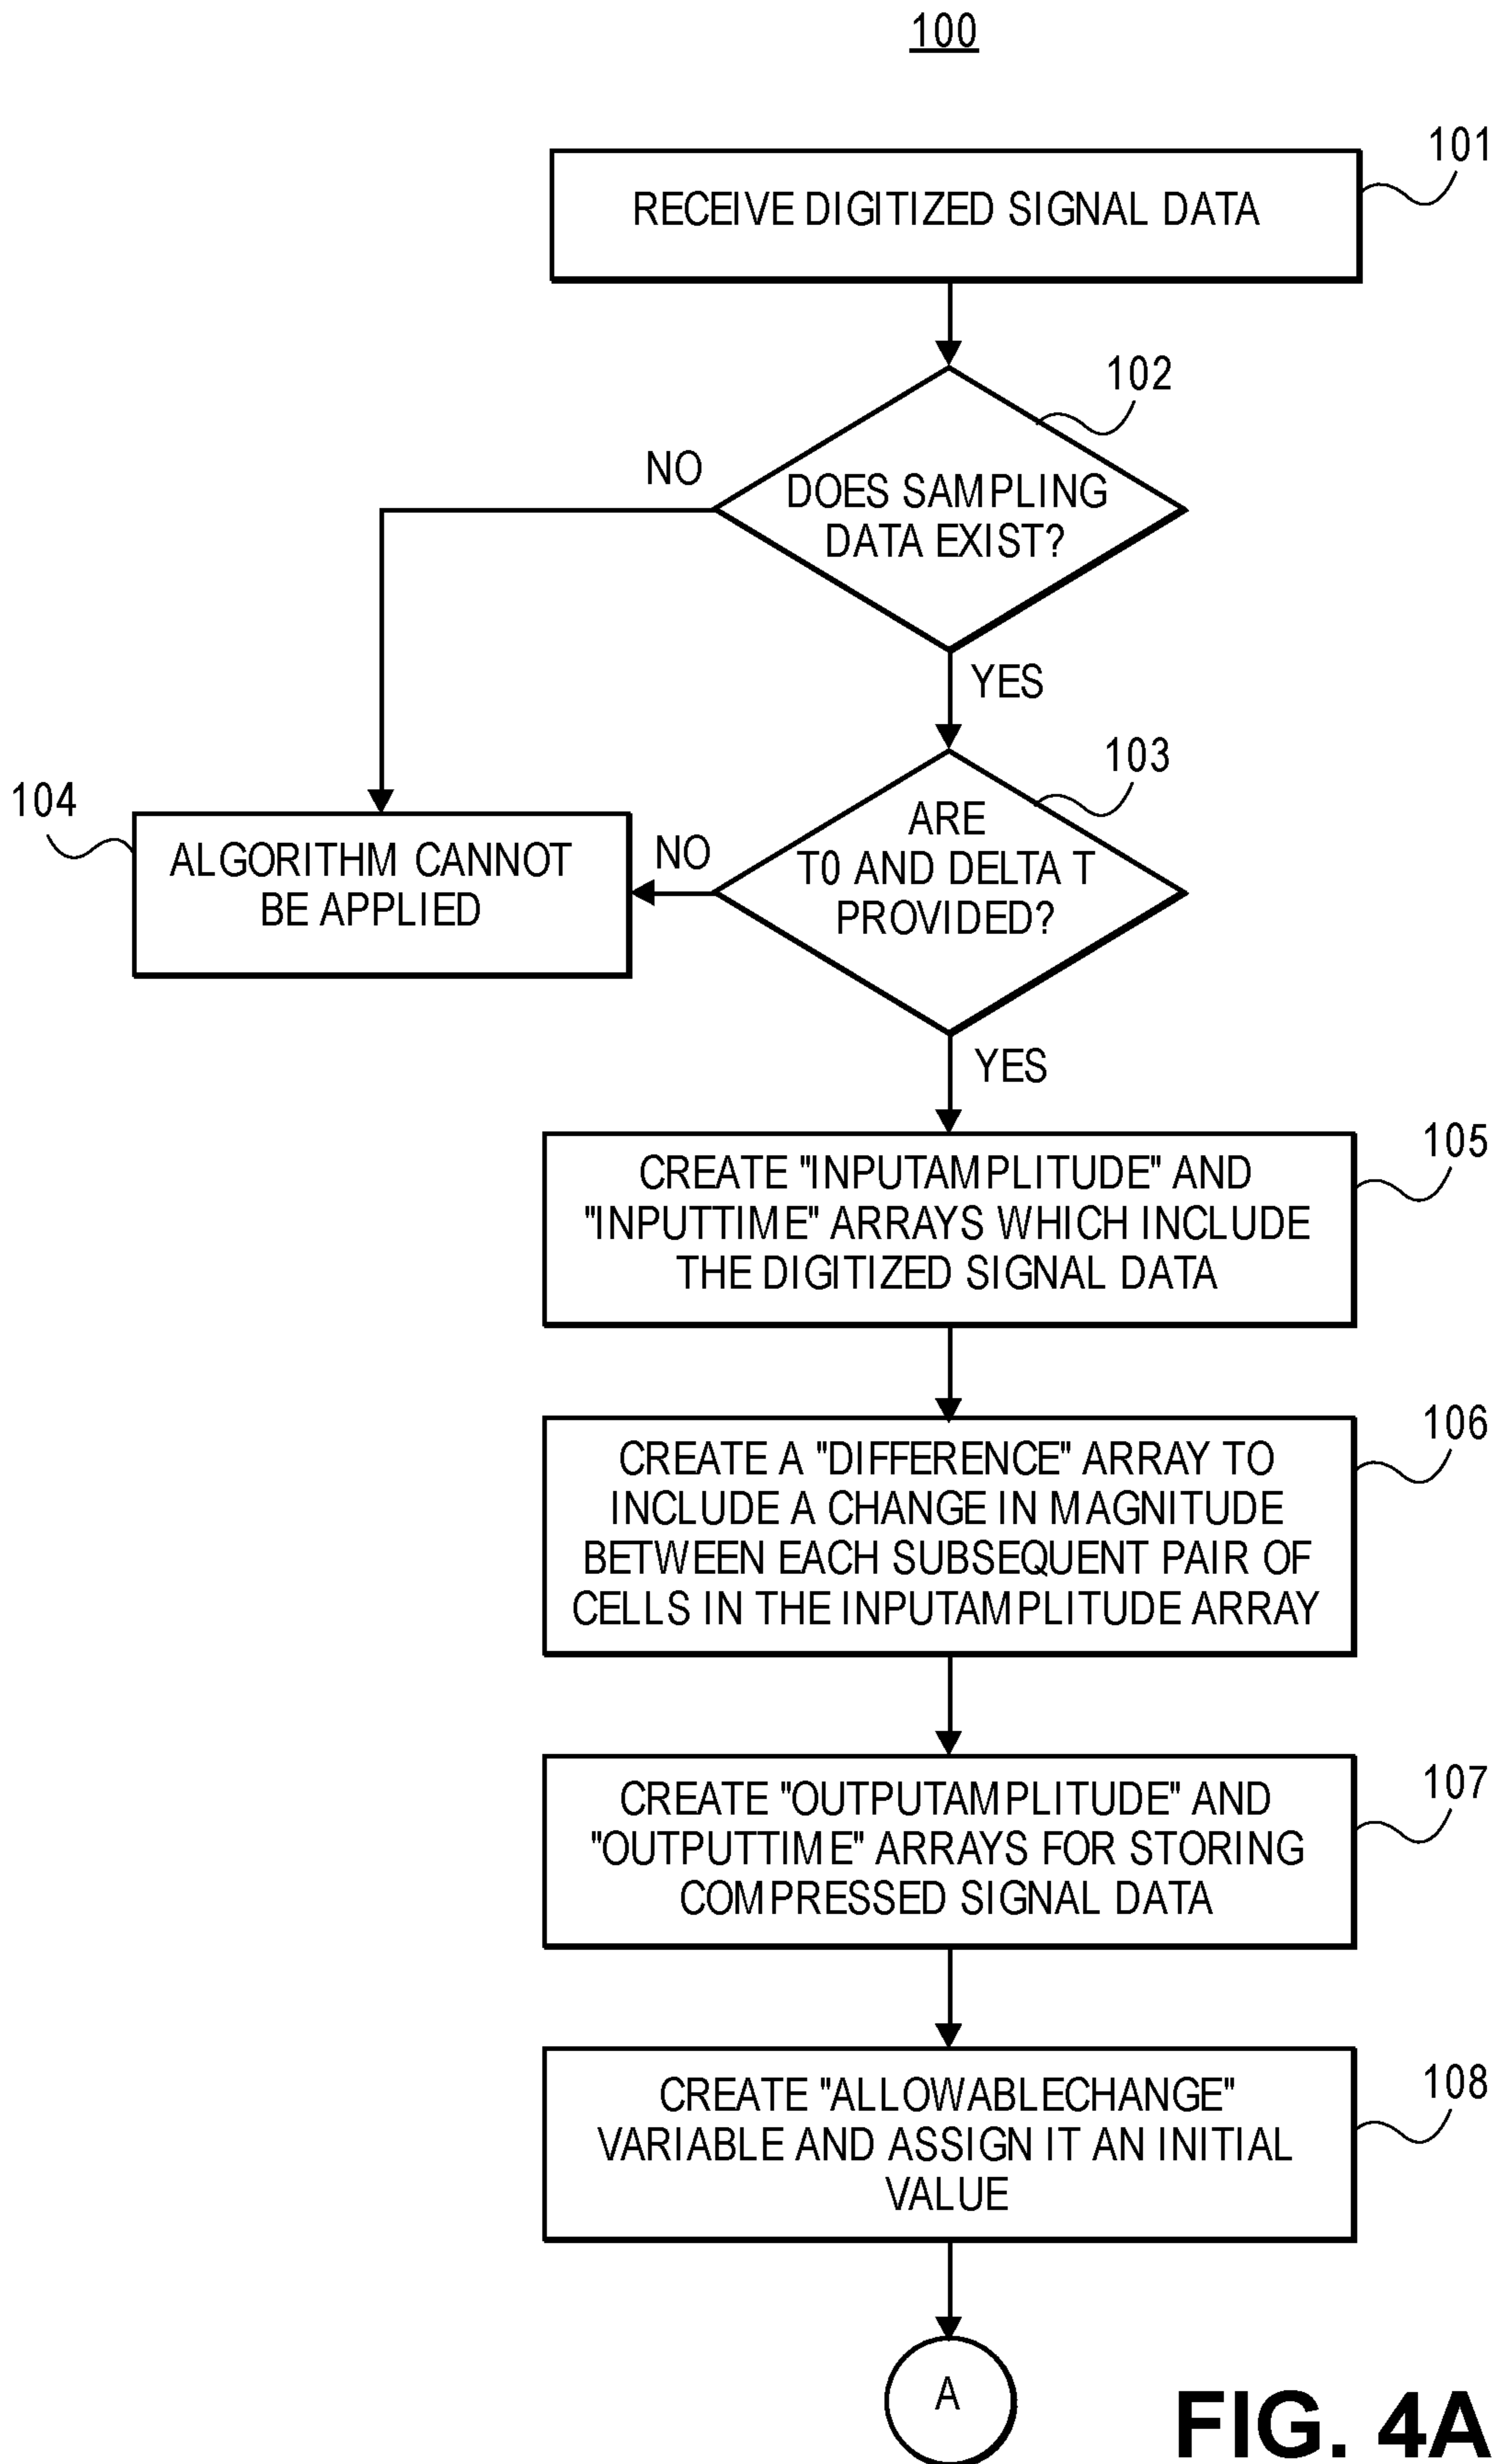 100
101
RECEIVE DIGITIZED SIGNAL DATA
102
NO
DOES SAMPLING
DATA EXIST?
YES
103
104
ARE
T0 AND DELTA T
PROVIDED?
NO
ALGORITHM CANNOT
BE APPLIED
YES
105
CREATE "INPUTAMPLITUDE" AND
"INPUTTIME" ARRAYS WHICH INCLUDE
THE DIGITIZED SIGNAL DATA
106
CREATE A "DIFFERENCE" ARRAY TO
INCLUDE A CHANGE IN MAGNITUDE
BETWEEN EACH SUBSEQUENT PAIR OF
CELLS IN THE INPUTAMPLITUDE ARRAY
107
CREATE "OUTPUTAMPLITUDE" AND
"OUTPUTTIME" ARRAYS FOR STORING
COMPRESSED SIGNAL DATA
108
CREATE "ALLOWABLECHANGE"
VARIABLE AND ASSIGN IT AN INITIAL
VALUE
A
FIG. 4A